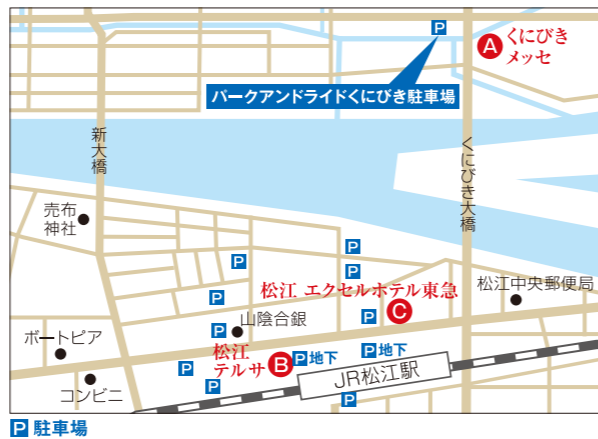 P
A くにびき
メッセ
パークアンドライドくにびき駐車場
新大橋
くにびき大橋
売布
神社
P
P
P
松江 エクセルホテル東急
松江中央郵便局
P
P
C
山陰合銀
P
ボートピア
松江
テルサ
B
P地下
P地下
P
P
コンビニ
JR松江駅
P
P 駐車場